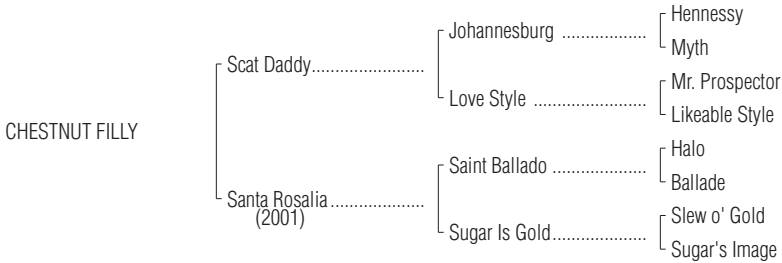 Hennessy
Johannesburg ..................
Myth
Scat Daddy........................
Mr. Prospector
Love Style ........................
Likeable Style
CHESTNUT FILLY
Halo
Saint Ballado ....................
Ballade
Santa Rosalia ....................
(2001)
Slew o' Gold
Sugar Is Gold....................
Sugar's Image